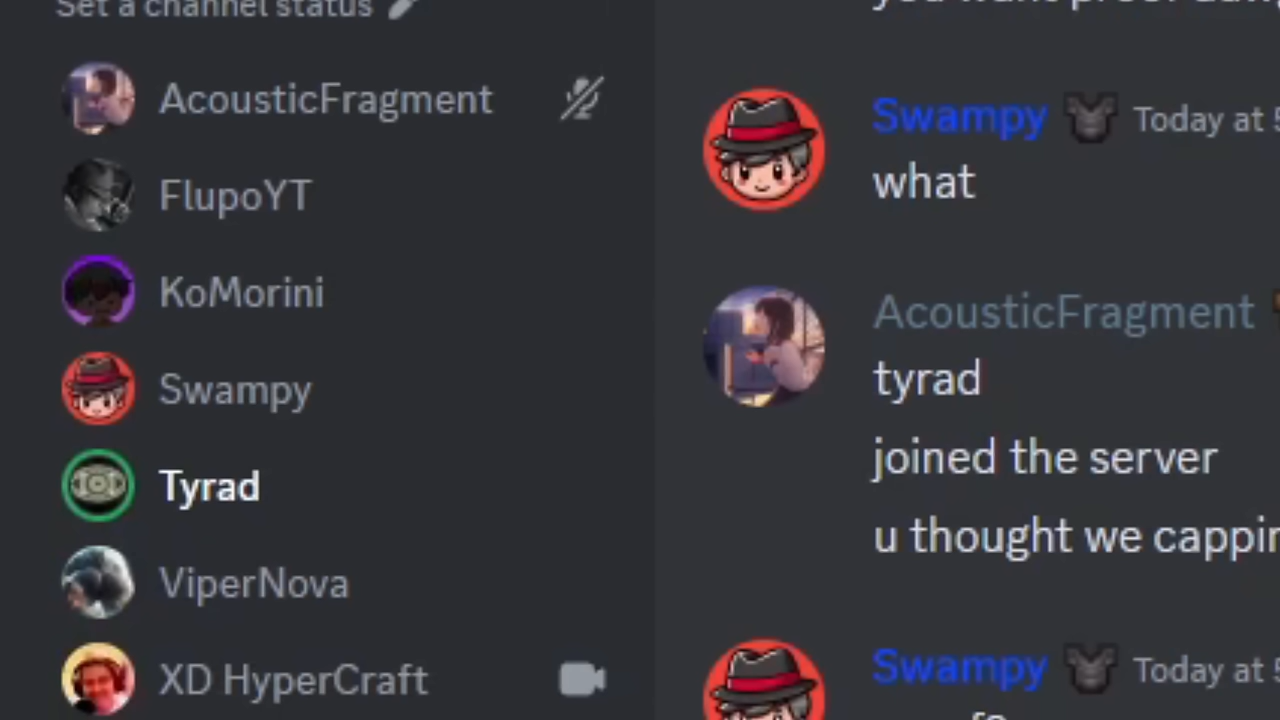 Set a channel status
AcousticFragment
FlupoYT
KoMorini
Swampy
Tyrad
ViperNova
XD HyperCraft
Swampy Today at
what
AcousticFragment
tyrad
joined the server
u thought we cappin
Swampy Today at